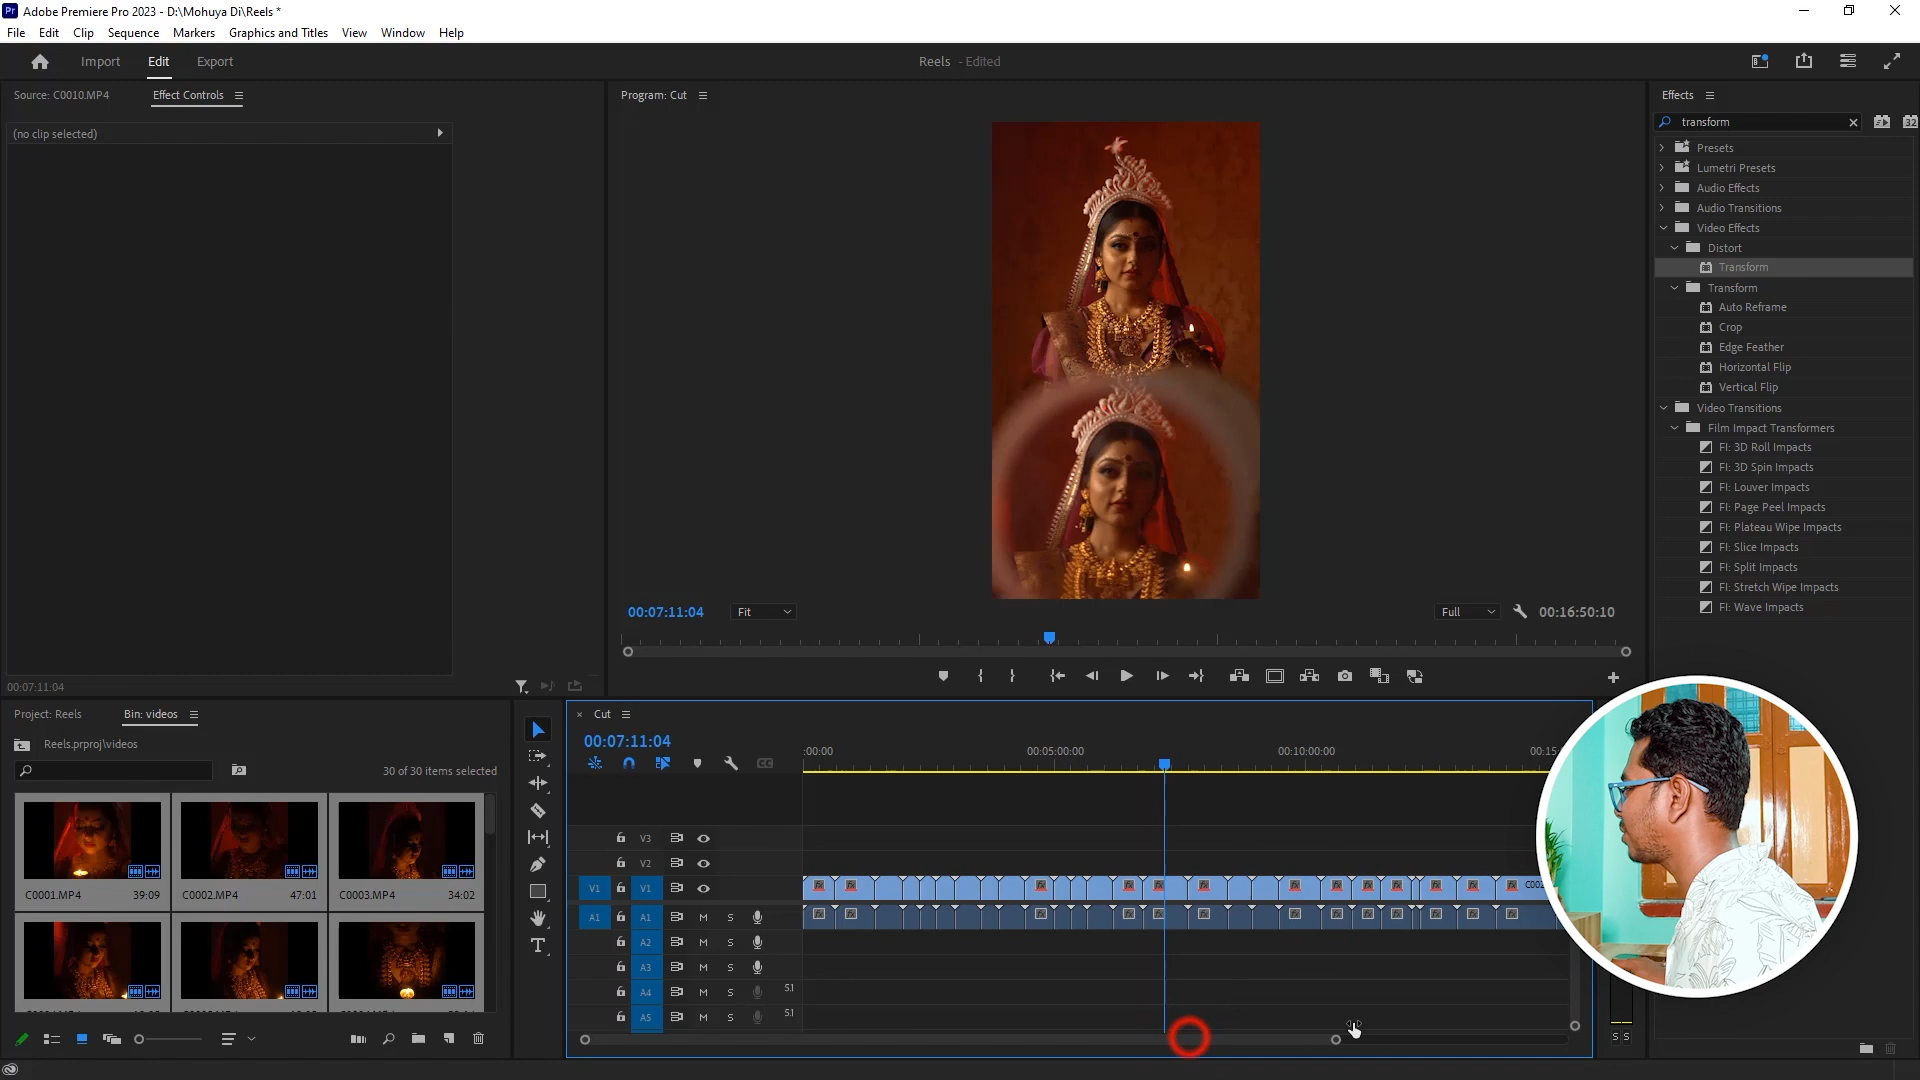 Pr Adobe Premiere Pro 2023 - D:\Mohuya Di\Reels *
File Edit Clip Sequence Markers Graphics and Titles View Window Help
Import Edit Export Reels - Edited
Source: C0010.MP4 Effect Controls
(no clip selected)
00:07:11:04
Program: Cut
00:07:11:04 Fit Full 00:16:50:10
Effects
transform 32
Presets
Lumetri Presets
Audio Effects
Audio Transitions
Video Effects
Distort
Transform
Transform
Auto Reframe
Crop
Edge Feather
Horizontal Flip
Vertical Flip
Video Transitions
Film Impact Transformers
FI: 3D Roll Impacts
FI: 3D Spin Impacts
FI: Louver Impacts
FI: Page Peel Impacts
FI: Plateau Wipe Impacts
FI: Slice Impacts
FI: Split Impacts
FI: Stretch Wipe Impacts
FI: Wave Impacts
Project: Reels Bin: videos
Reels.prproj\videos
30 of 30 items selected
C0001.MP4 39:09 C0002.MP4 47:01 C0003.MP4 34:02
Cut
00:07:11:04
:00:00 00:05:00:00 00:10:00:00 00:15
V3
V2
V1 V1
A1 A1 M S
A2 M S
A3 M S
A4 M S 5.1
A5 M S 5.1
S S